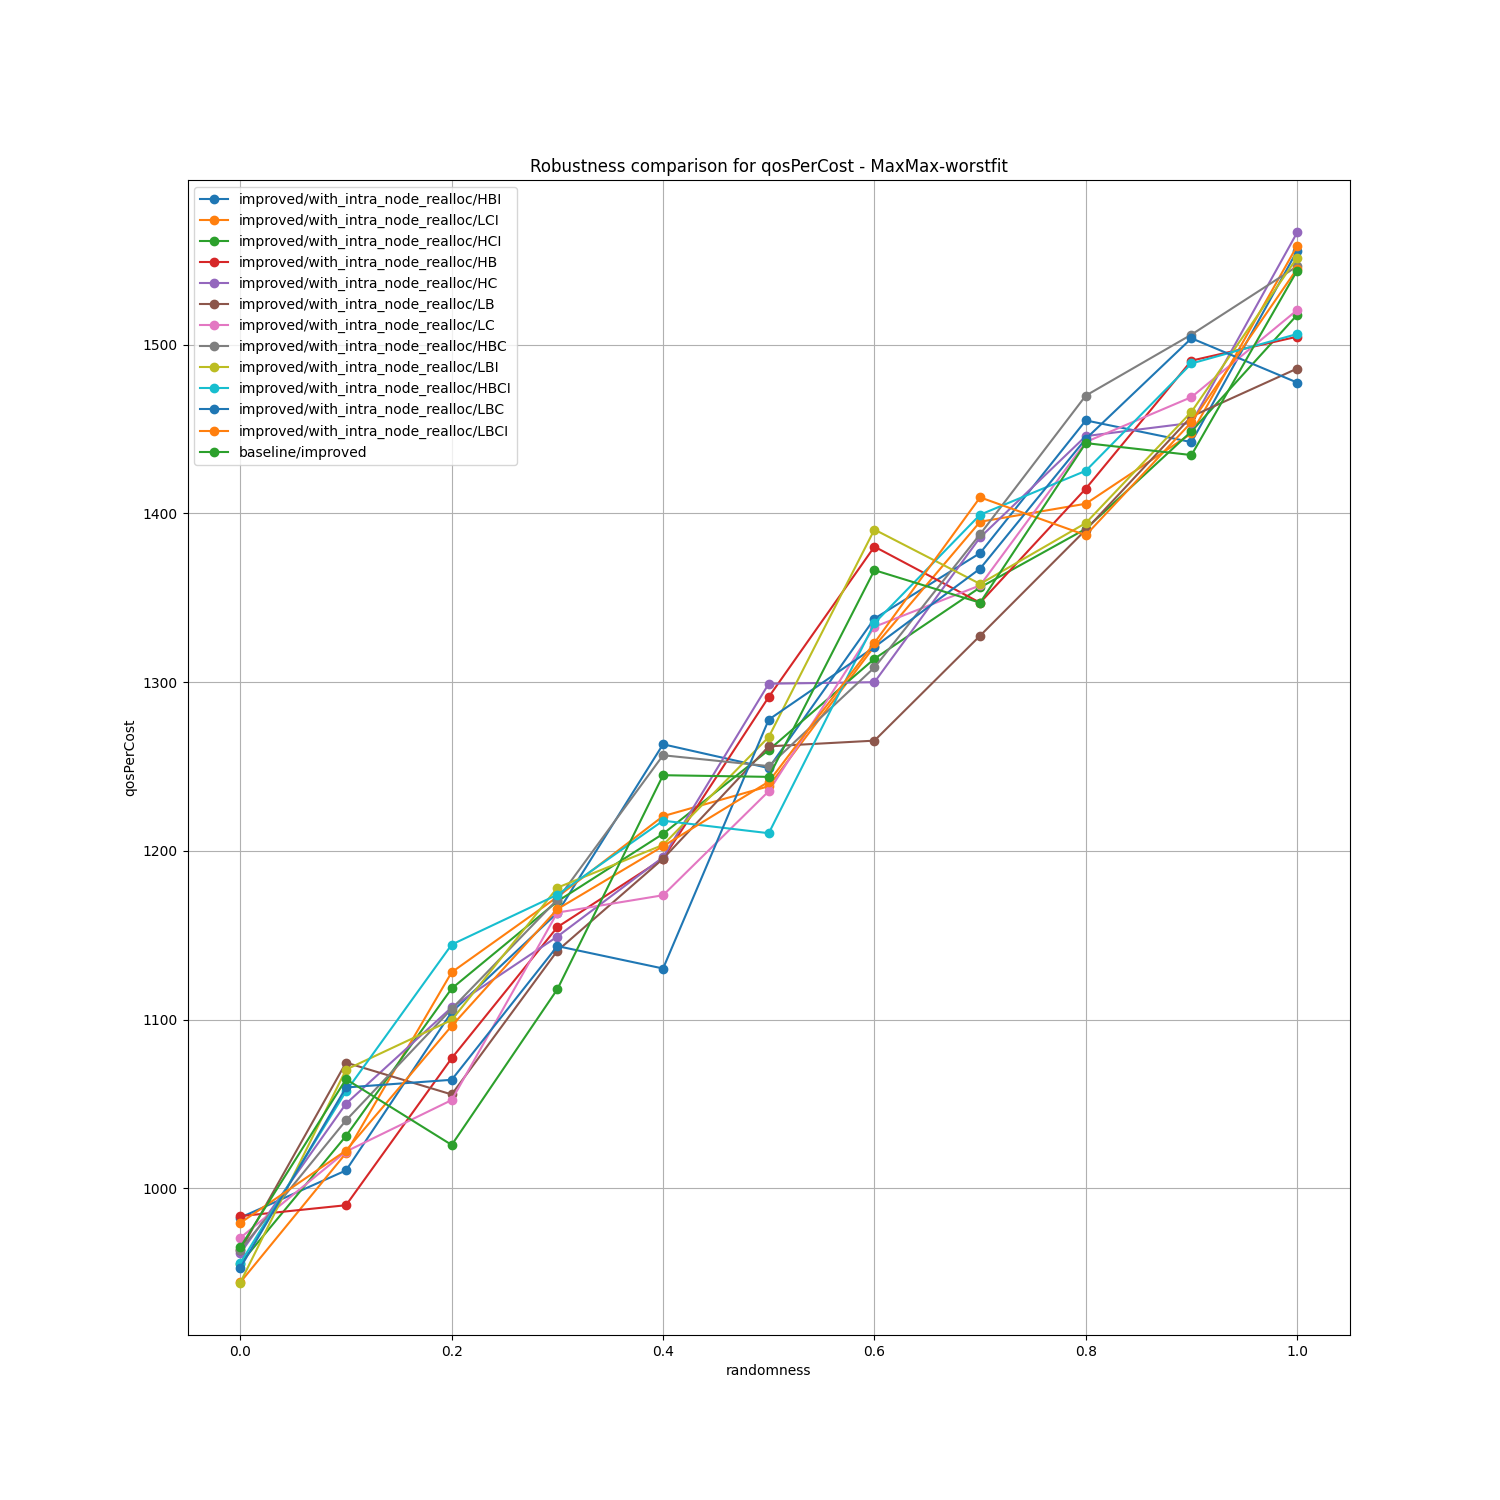 Robustness comparison for qosPerCost - MaxMax-worstfit
improved/with_intra_node_realloc/HBI
improved/with_intra_node_realloc/LCI
improved/with_intra_node_realloc/HCI
improved/with_intra_node_realloc/HB
improved/with_intra_node_realloc/HC
improved/with_intra_node_realloc/LB
improved/with_intra_node_realloc/LC
improved/with_intra_node_realloc/HBC
improved/with_intra_node_realloc/LBI
improved/with_intra_node_realloc/HBCI
improved/with_intra_node_realloc/LBC
improved/with_intra_node_realloc/LBCI
baseline/improved
1500
1400
1300
1200
1100
1000
qosPerCost
0.0 0.2 0.4 0.6 0.8 1.0
randomness